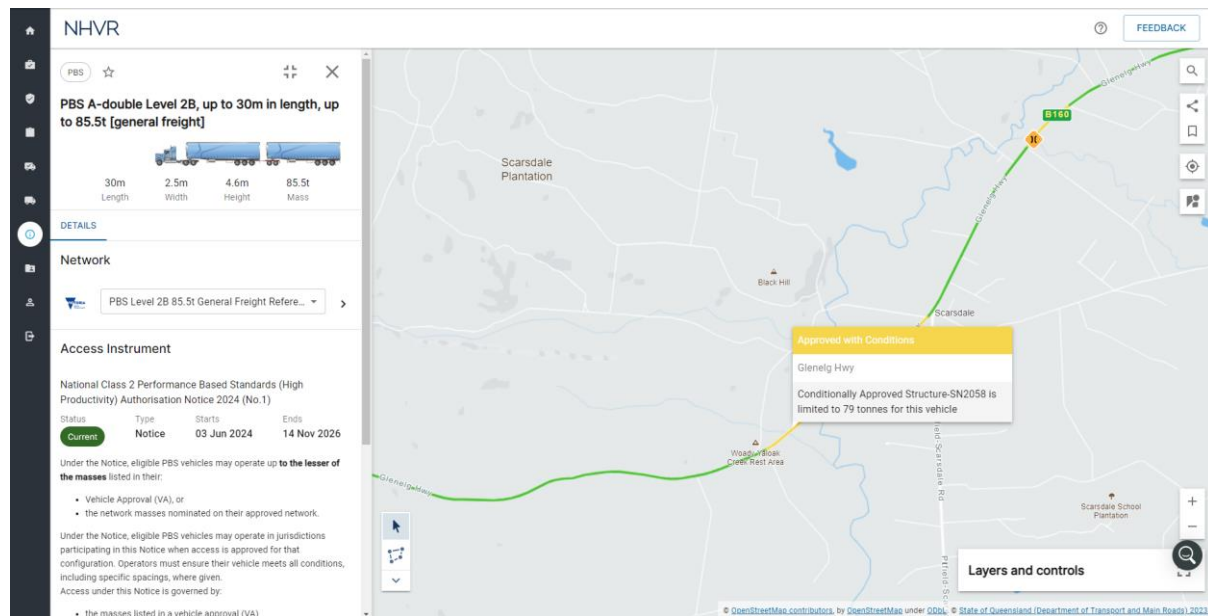 NHVR
FEEDBACK
PBS
PBS A-double Level 2B, up to 30m in length, up
to 85.5t [general freight]
30m 2.5m 4.6m 85.5t
Length Width Height Mass
DETAILS
Network
PBS Level 2B 85.5t General Freight Refere...
Access Instrument
National Class 2 Performance Based Standards (High
Productivity) Authorisation Notice 2024 (No.1)
Status Type Starts Ends
Current Notice 03 Jun 2024 14 Nov 2026
Under the Notice, eligible PBS vehicles may operate up to the lesser of
the masses listed in their:
• Vehicle Approval (VA), or
• the network masses nominated on their approved network.
Under the Notice, eligible PBS vehicles may operate in jurisdictions
participating in this Notice when access is approved for that
configuration. Operators must ensure their vehicle meets all conditions,
including specific spacings, where given.
Access under this Notice is governed by:
• the masses listed in a vehicle approval (VA)
Glenelg Hwy
B160
Scarsdale
Plantation
Glenelg Hwy
Black Hill
Scarsdale
Approved with Conditions
Glenelg Hwy
Conditionally Approved Structure-SN2058 is
limited to 79 tonnes for this vehicle
Woady Yaloak
Creek Rest Area
Glenelg Hwy
Pitfield-Scarsdale Rd
Scarsdale School
Plantation
Layers and controls
© OpenStreetMap contributors, by OpenStreetMap under ODbL, © State of Queensland (Department of Transport and Main Roads) 2023